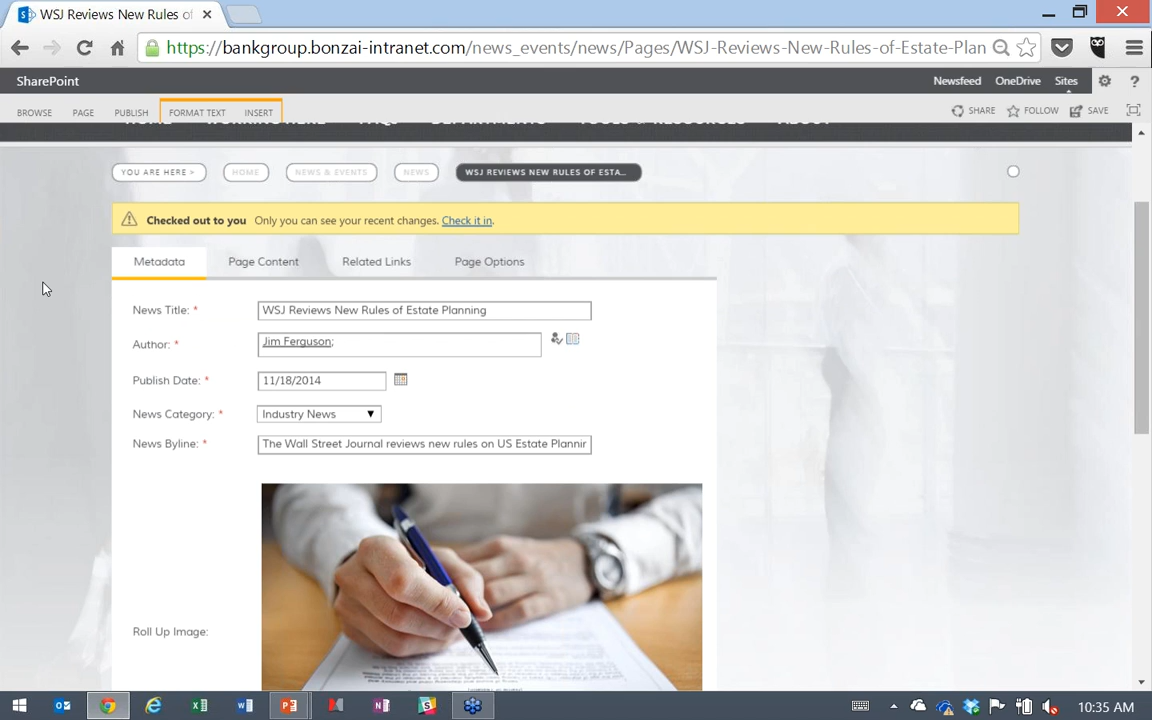 WSJ Reviews New Rules of
https://bankgroup.bonzai-intranet.com/news_events/news/Pages/WSJ-Reviews-New-Rules-of-Estate-Plan
SharePoint
Newsfeed OneDrive Sites ?
BROWSE PAGE PUBLISH FORMAT TEXT INSERT SHARE FOLLOW SAVE
YOU ARE HERE > HOME NEWS & EVENTS NEWS WSJ REVIEWS NEW RULES OF ESTA...
Checked out to you Only you can see your recent changes. Check it in.
Metadata Page Content Related Links Page Options
News Title: * WSJ Reviews New Rules of Estate Planning
Author: * Jim Ferguson;
Publish Date: * 11/18/2014
News Category: * Industry News
News Byline: * The Wall Street Journal reviews new rules on US Estate Plannir
Roll Up Image:
10:35 AM